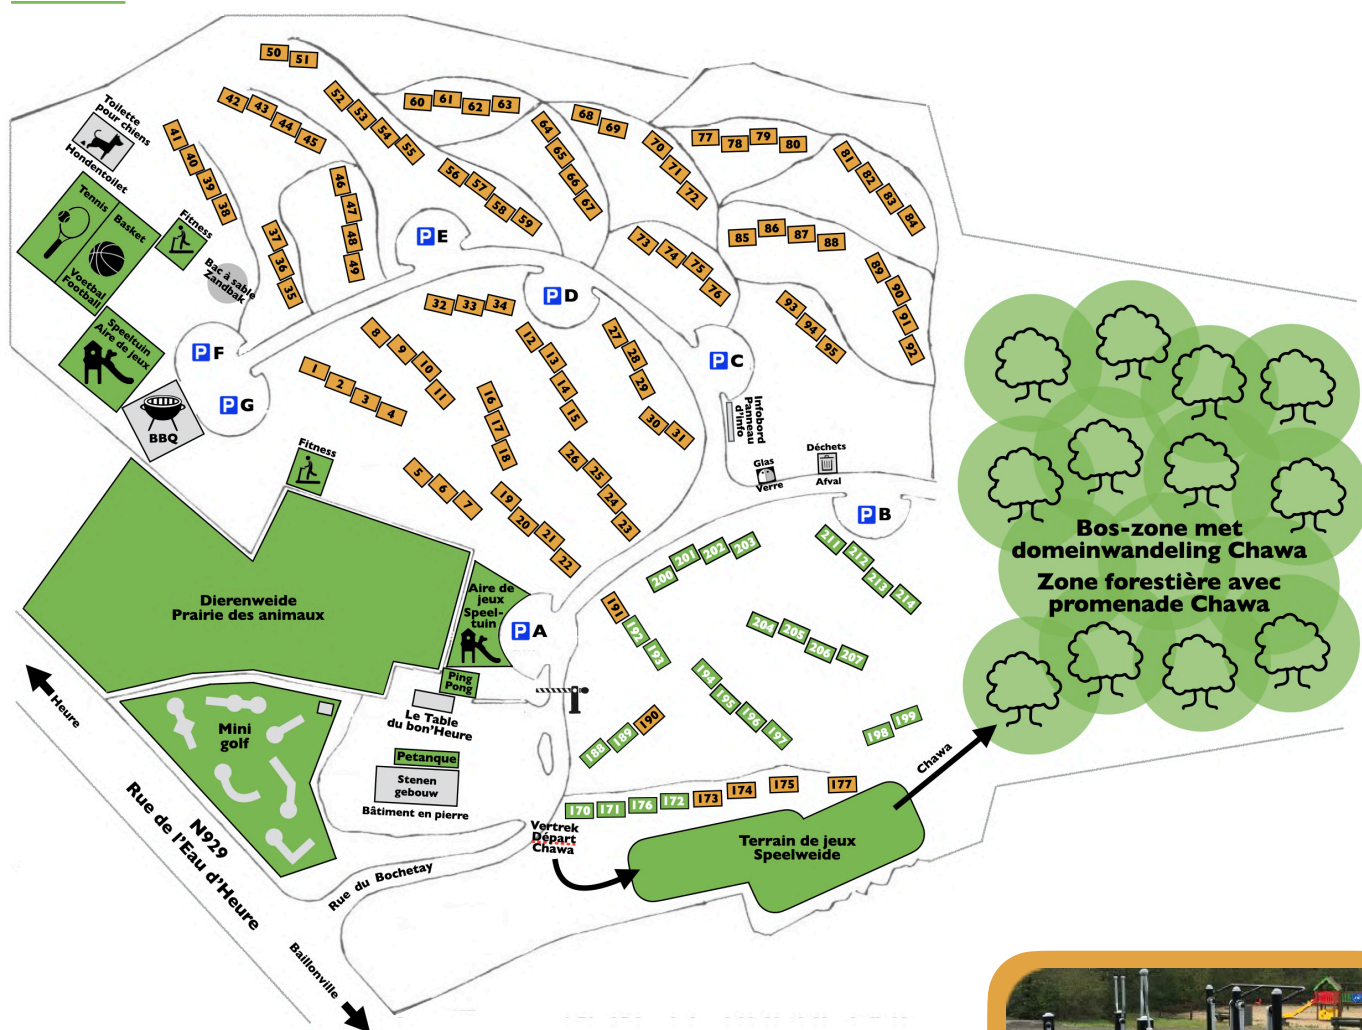 50
51
42
43
44
45
52
53
54
55
60
61
62
63
68
69
64
65
66
67
70
71
72
77
78
79
80
81
82
83
84
Toilette
pour chiens
Hondentoilet
41
40
39
38
46
47
48
49
56
57
58
59
Tennis
Basket
Voetbal
Football
Fitness
Bac à sable
Zandbak
37
36
35
P E
73
74
75
76
85
86
87
88
89
90
91
92
93
94
95
P D
32
33
34
Speeltuin
Aire de jeux
P F
P G
BBQ
1
2
3
4
8
9
10
11
12
13
14
15
16
17
18
27
28
29
30
31
P C
Infobord
Panneau
d'info
Glas
Verre
Déchets
Afval
P B
Fitness
5
6
7
19
20
21
22
26
25
24
23
200
201
202
203
211
212
213
214
Bos-zone met
domeinwandeling Chawa
Zone forestière avec
promenade Chawa
Dierenweide
Prairie des animaux
Aire de
jeux
Speel-
tuin
P A
191
192
193
204
205
206
207
194
195
196
197
198
199
188
189
190
Ping
Pong
Le Table
du bon'Heure
Petanque
Stenen
gebouw
Bâtiment en pierre
Mini
golf
Heure
N929
Rue de l'Eau d'Heure
Rue du Bochetay
Baillonville
170
171
176
172
173
174
175
177
Vertrek
Départ
Chawa
Terrain de jeux
Speelweide
Chawa